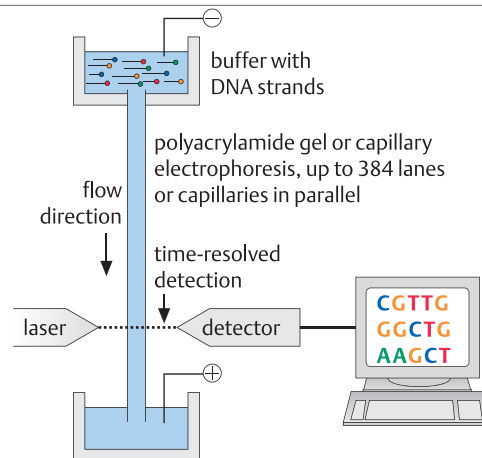 −
buffer with
DNA strands
polyacrylamide gel or capillary
electrophoresis, up to 384 lanes
or capillaries in parallel
flow
direction
time-resolved
detection
laser
detector
CGTTG
GGCTG
AAGCT
+